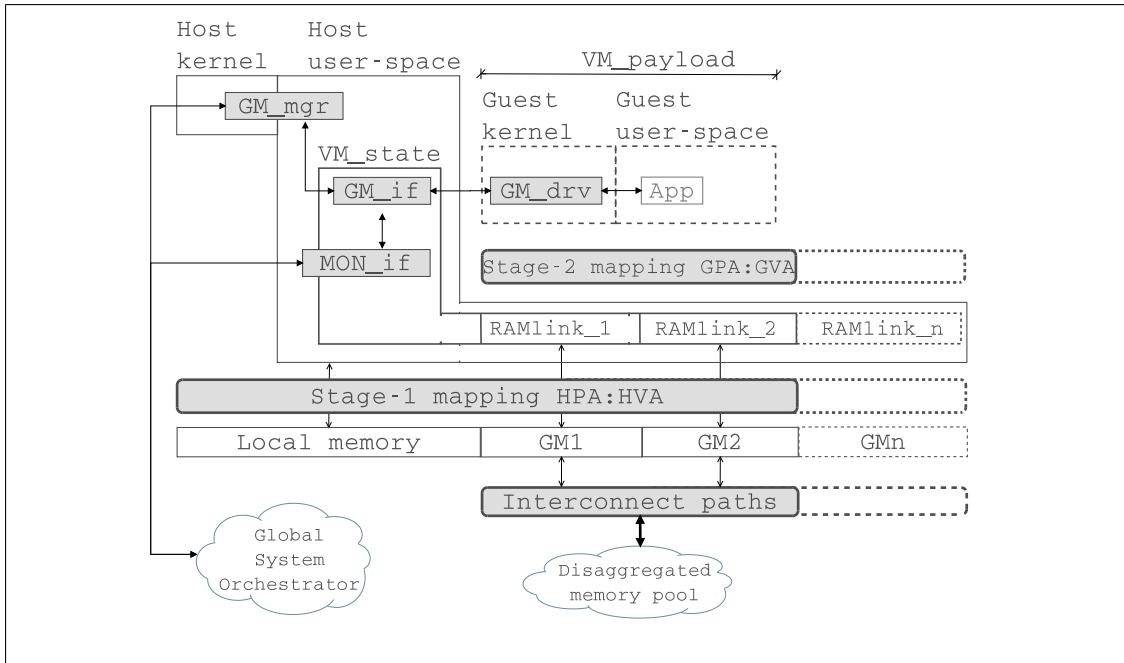 Host
kernel
Host
user-space
VM_payload
GM_mgr
Guest
kernel
Guest
user-space
VM_state
GM_if
GM_drv
App
MON_if
Stage-2 mapping GPA:GVA
RAMlink_1
RAMlink_2
RAMlink_n
Stage-1 mapping HPA:HVA
Local memory
GM1
GM2
GMn
Interconnect paths
Global
System
Orchestrator
Disaggregated
memory pool